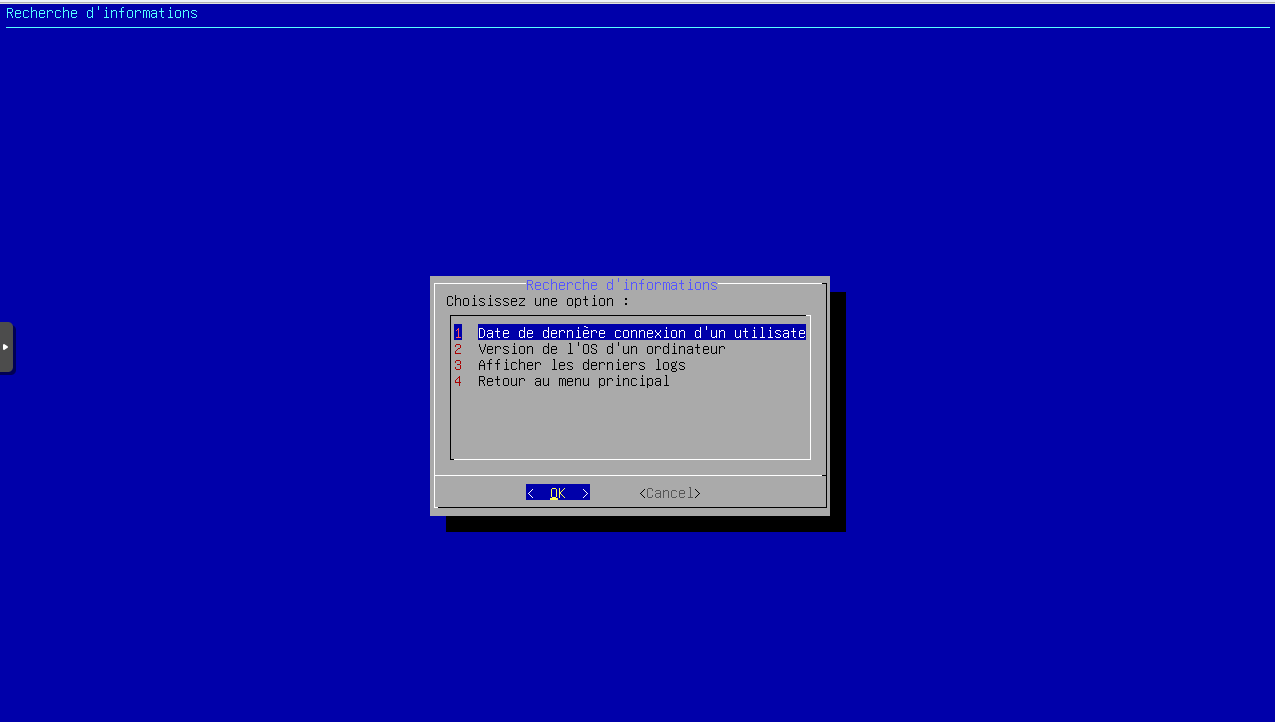 Recherche d'informations
Recherche d'informations
Choisissez une option :
1 Date de dernière connexion d'un utilisate
2 Version de l'OS d'un ordinateur
3 Afficher les derniers logs
4 Retour au menu principal
< OK > <Cancel>